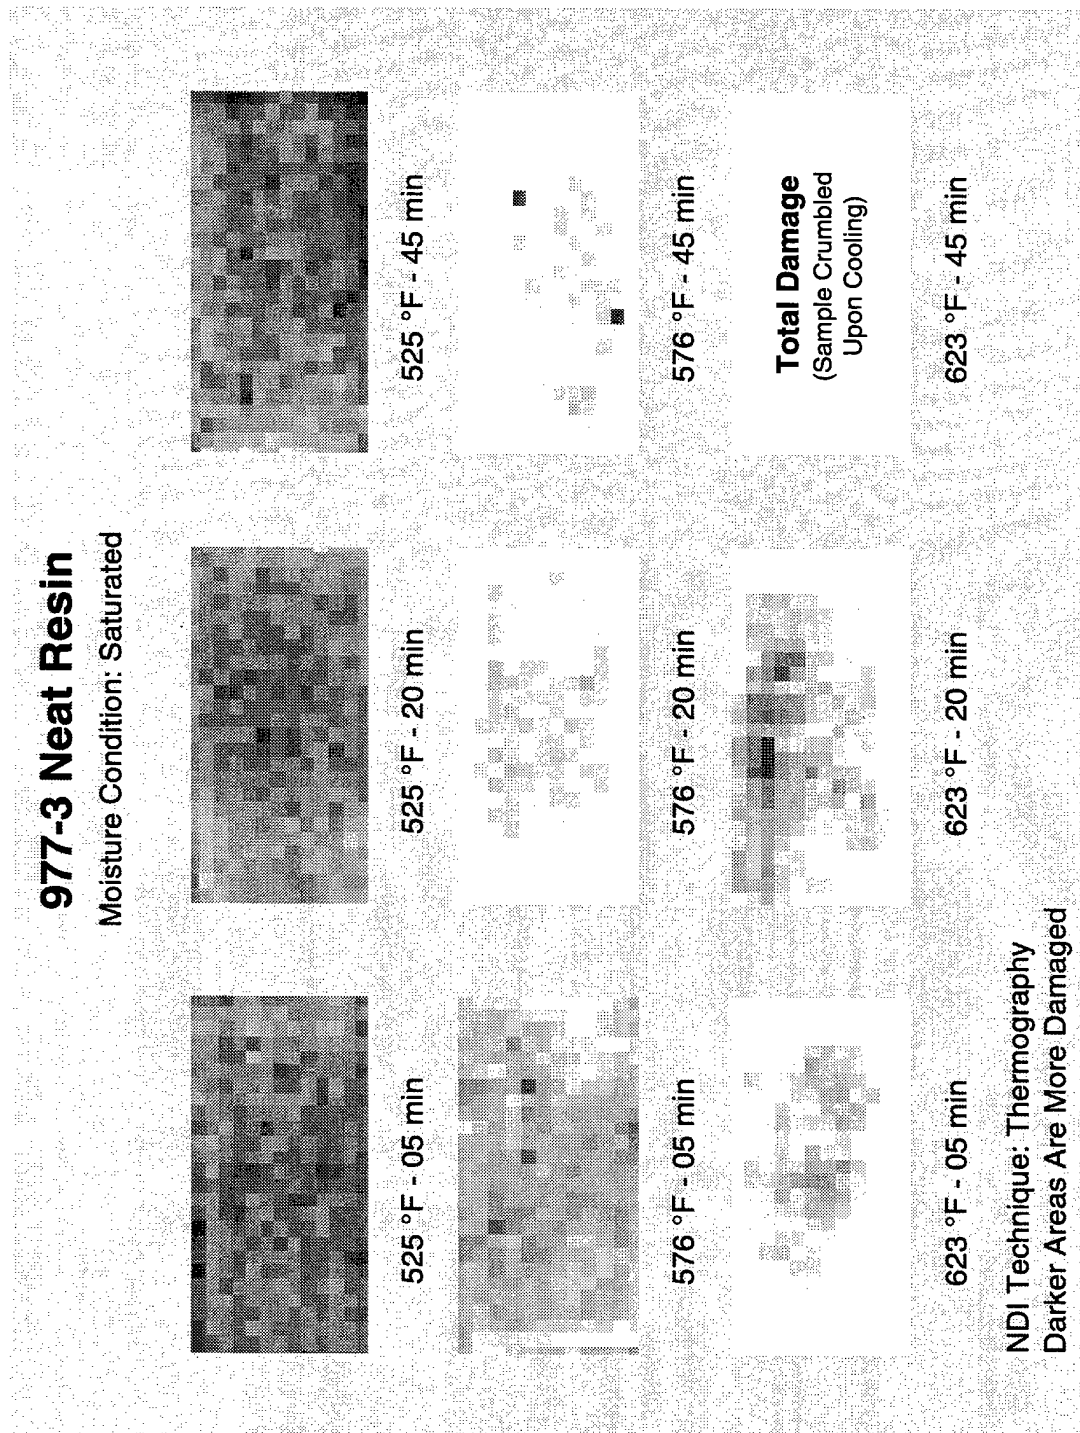 977-3 Neat Resin
Moisture Condition: Saturated
525 °F - 05 min
525 °F - 20 min
525 °F - 45 min
576 °F - 05 min
576 °F - 20 min
576 °F - 45 min
Total Damage
(Sample Crumbled
Upon Cooling)
623 °F - 05 min
623 °F - 20 min
623 °F - 45 min
NDI Technique: Thermography
Darker Areas Are More Damaged